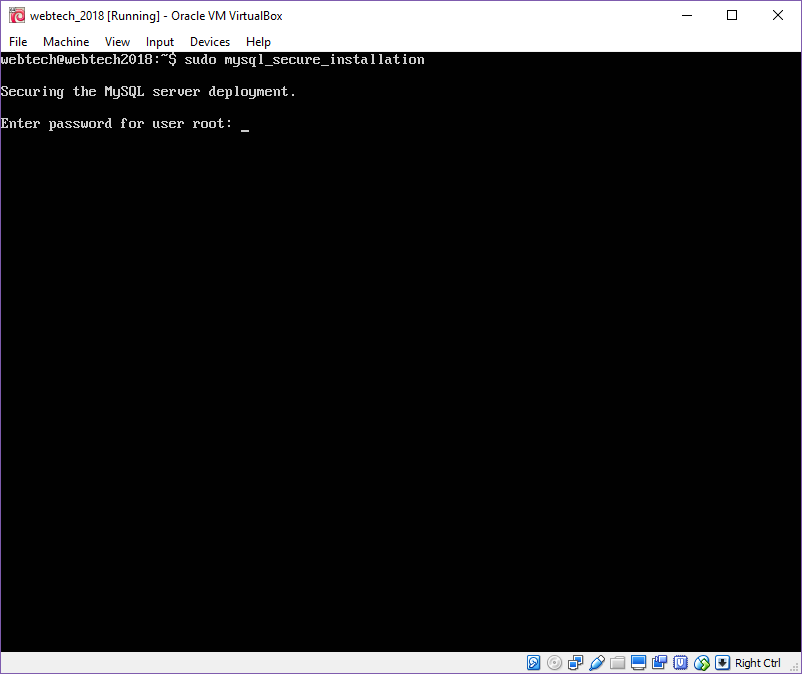 webtech_2018 [Running] - Oracle VM VirtualBox
File Machine View Input Devices Help
webtech@webtech2018:~$ sudo mysql_secure_installation
Securing the MySQL server deployment.
Enter password for user root: _
Right Ctrl